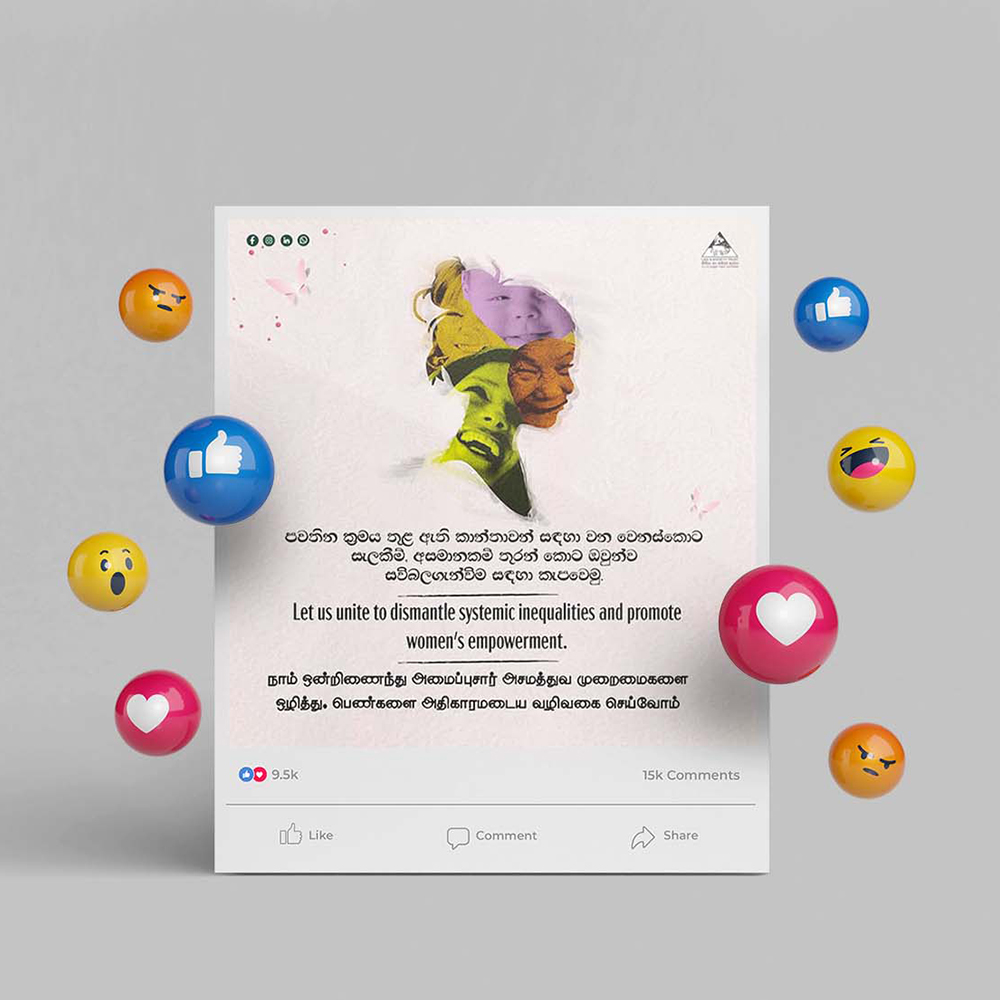 පවතින ක්‍රමය තුළ ඇති කාන්තාවන් සඳහා වන වෙනස්කොට
සැලකීම්, අසමානකම් තුරන් කොට ඔවුන්ව
සවිබලගැන්වීම සඳහා කැපවෙමු.
Let us unite to dismantle systemic inequalities and promote
women's empowerment.
நாம் ஒன்றிணைந்து அமைப்புசார் அசமத்துவ முறைமைகளை
ஒழித்து, பெண்களை அதிகாரமடைய வழிவகை செய்வோம்
9.5k 15k Comments
Like Comment Share